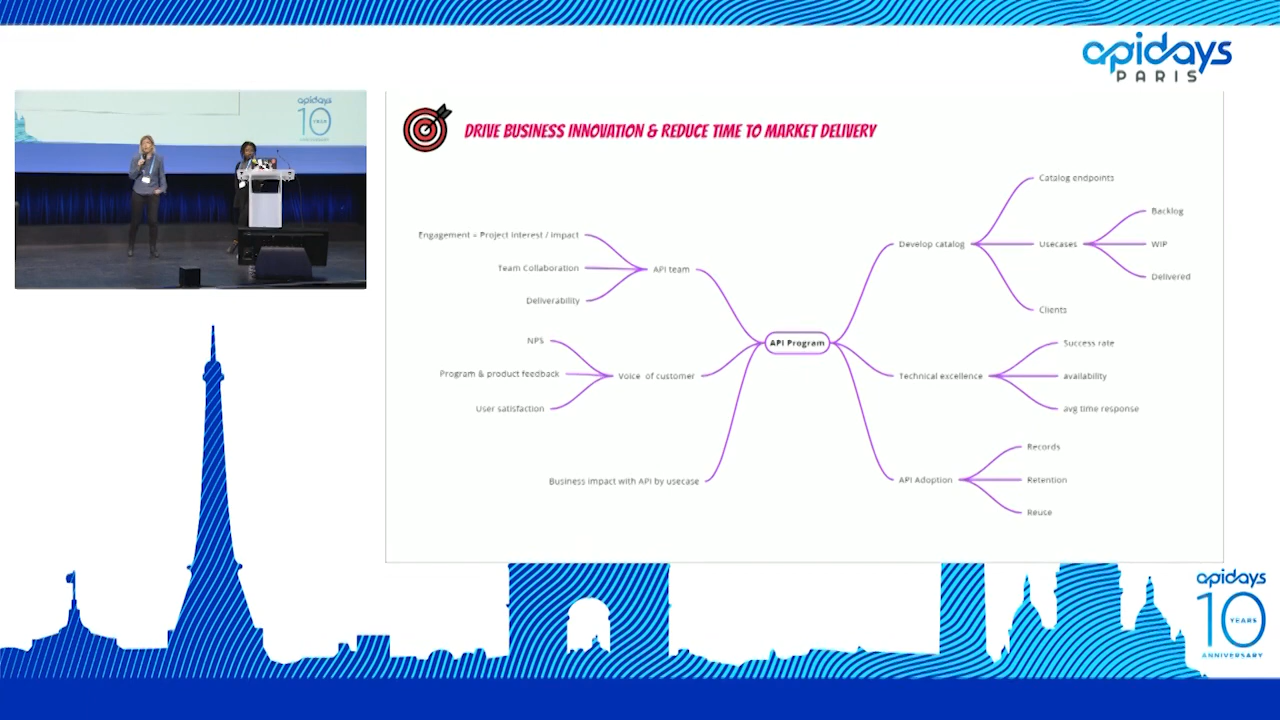 apidays
PARIS
apidays
10
YEARS
ANNIVERSARY
DRIVE BUSINESS INNOVATION & REDUCE TIME TO MARKET DELIVERY
Engagement = Project Interest / Impact
Team Collaboration
Deliverability
API team
NPS
Program & product feedback
User satisfaction
Voice of customer
Business impact with API by usecase
API Program
Develop catalog
Catalog endpoints
Usecases
Backlog
WIP
Delivered
Clients
Technical excellence
Success rate
availability
avg time response
API Adoption
Records
Retention
Reuse
apidays
10
YEARS
ANNIVERSARY